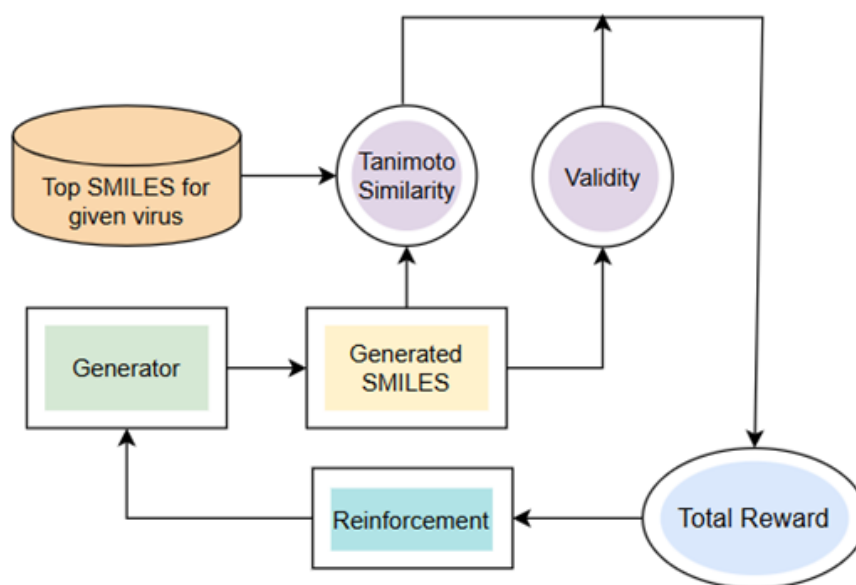 Top SMILES for
given virus
Tanimoto
Similarity
Validity
Generator
Generated
SMILES
Reinforcement
Total Reward